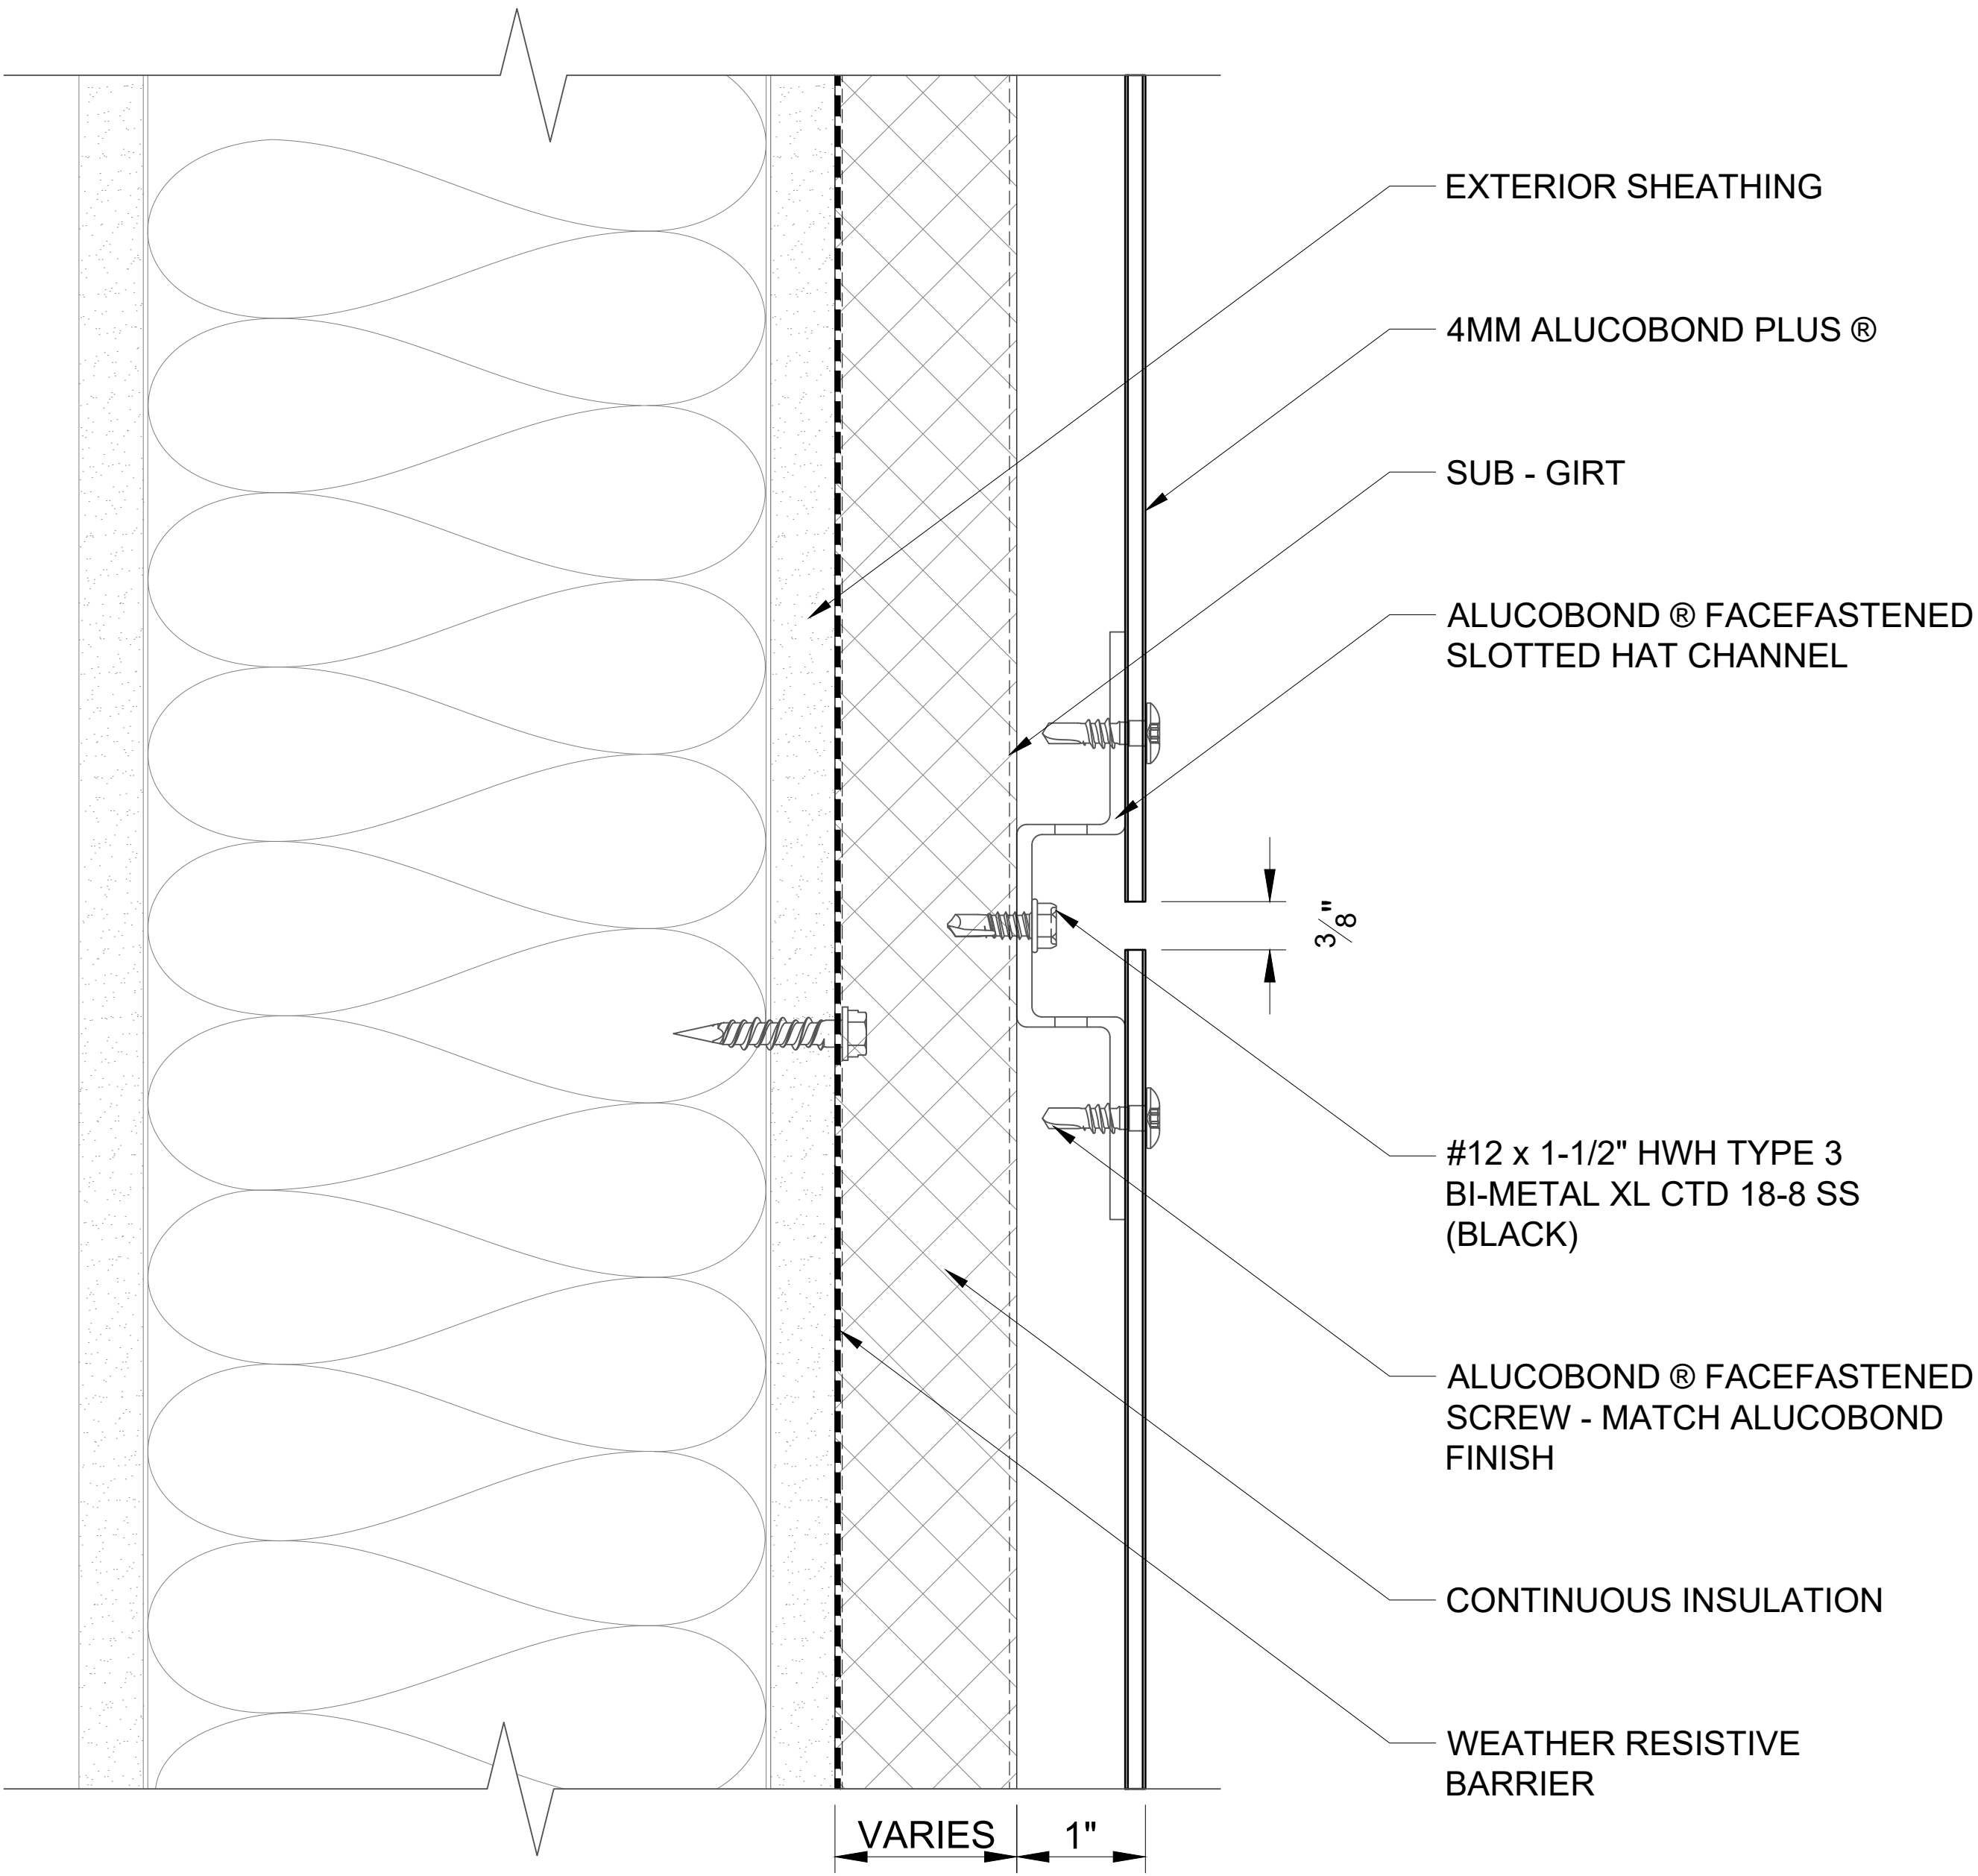 EXTERIOR SHEATHING
4MM ALUCOBOND PLUS ®
SUB - GIRT
ALUCOBOND ® FACEFASTENED
SLOTTED HAT CHANNEL
3/8"
#12 x 1-1/2" HWH TYPE 3
BI-METAL XL CTD 18-8 SS
(BLACK)
ALUCOBOND ® FACEFASTENED
SCREW - MATCH ALUCOBOND
FINISH
CONTINUOUS INSULATION
WEATHER RESISTIVE
BARRIER
VARIES
1"